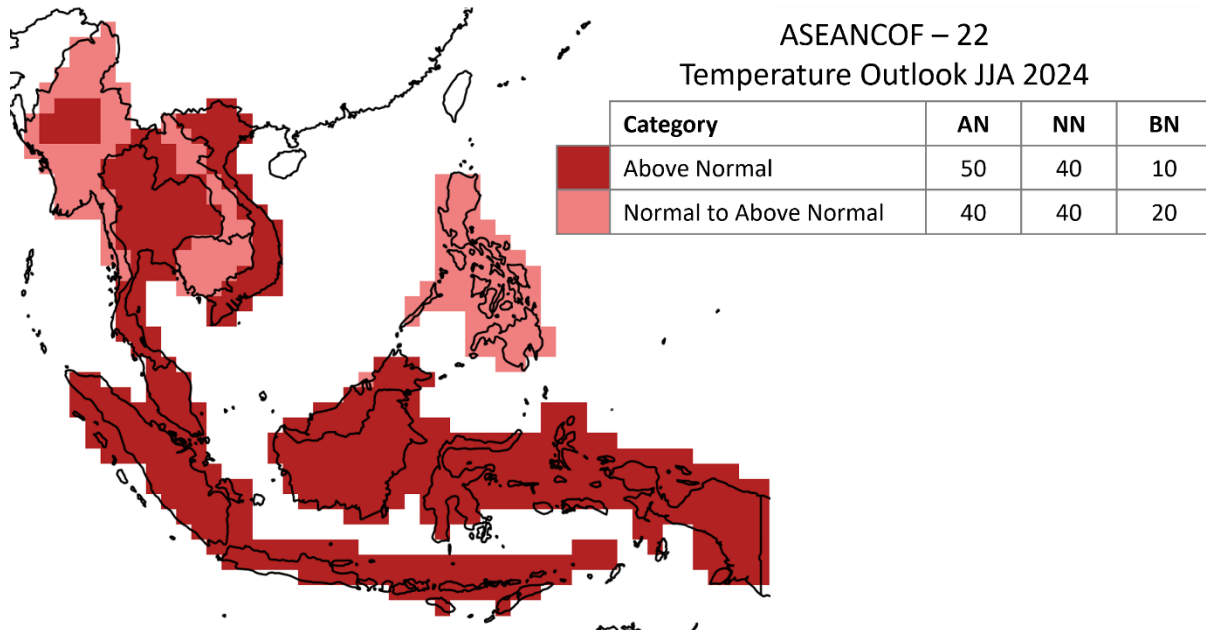 ASEANCOF – 22
Temperature Outlook JJA 2024
Category AN NN BN
Above Normal 50 40 10
Normal to Above Normal 40 40 20